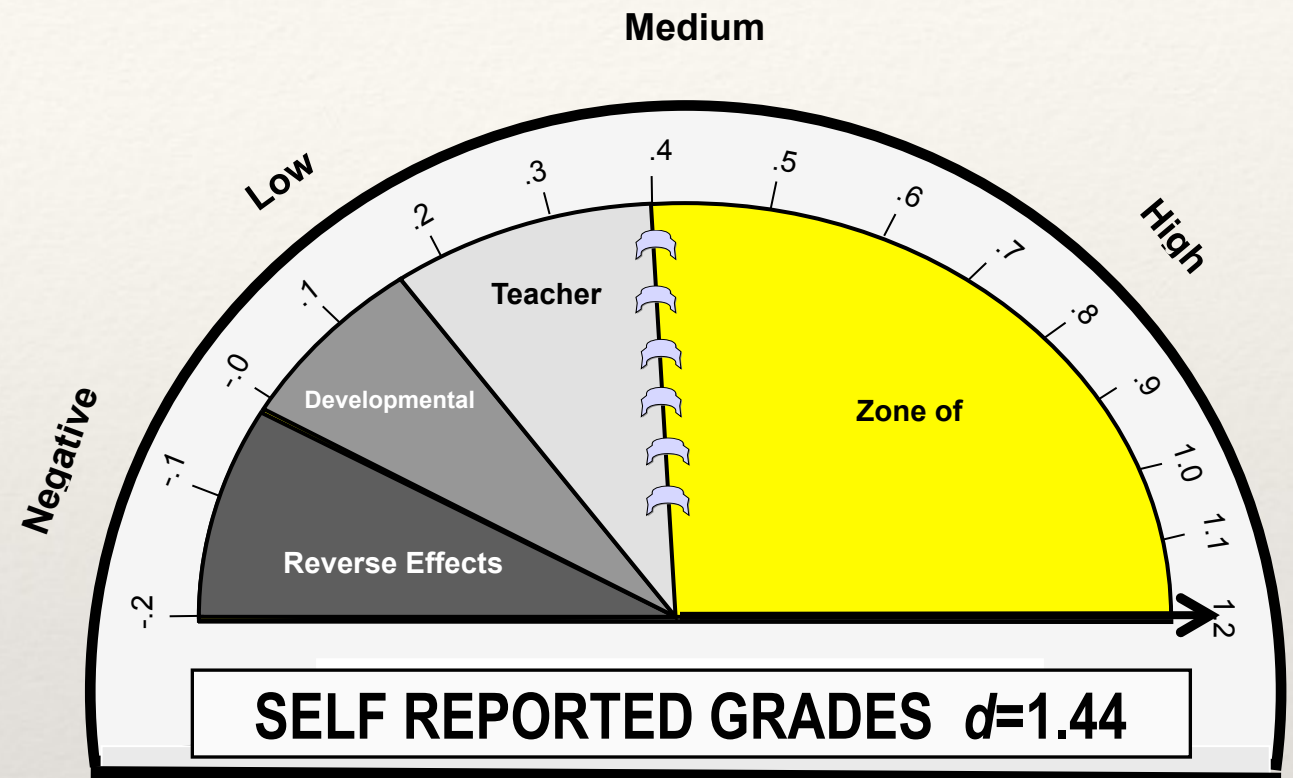 Medium
Low
High
Negative
-.2
-.1
-.0
.1
.2
.3
.4
.5
.6
.7
.8
.9
1.0
1.1
1.2
Teacher
Developmental
Zone of
Reverse Effects
SELF REPORTED GRADES d=1.44